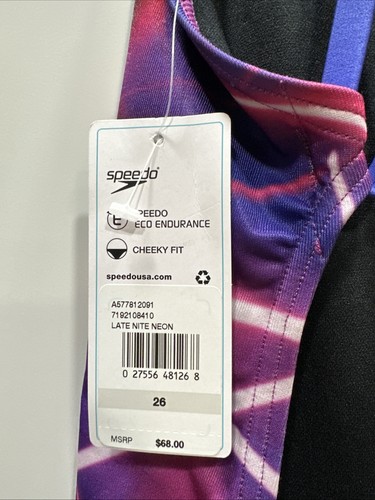 speedo
SPEEDO
ECO ENDURANCE
CHEEKY FIT
speedousa.com
A577812091
7192108410
LATE NITE NEON
0 27556 48126 8
26
MSRP $68.00